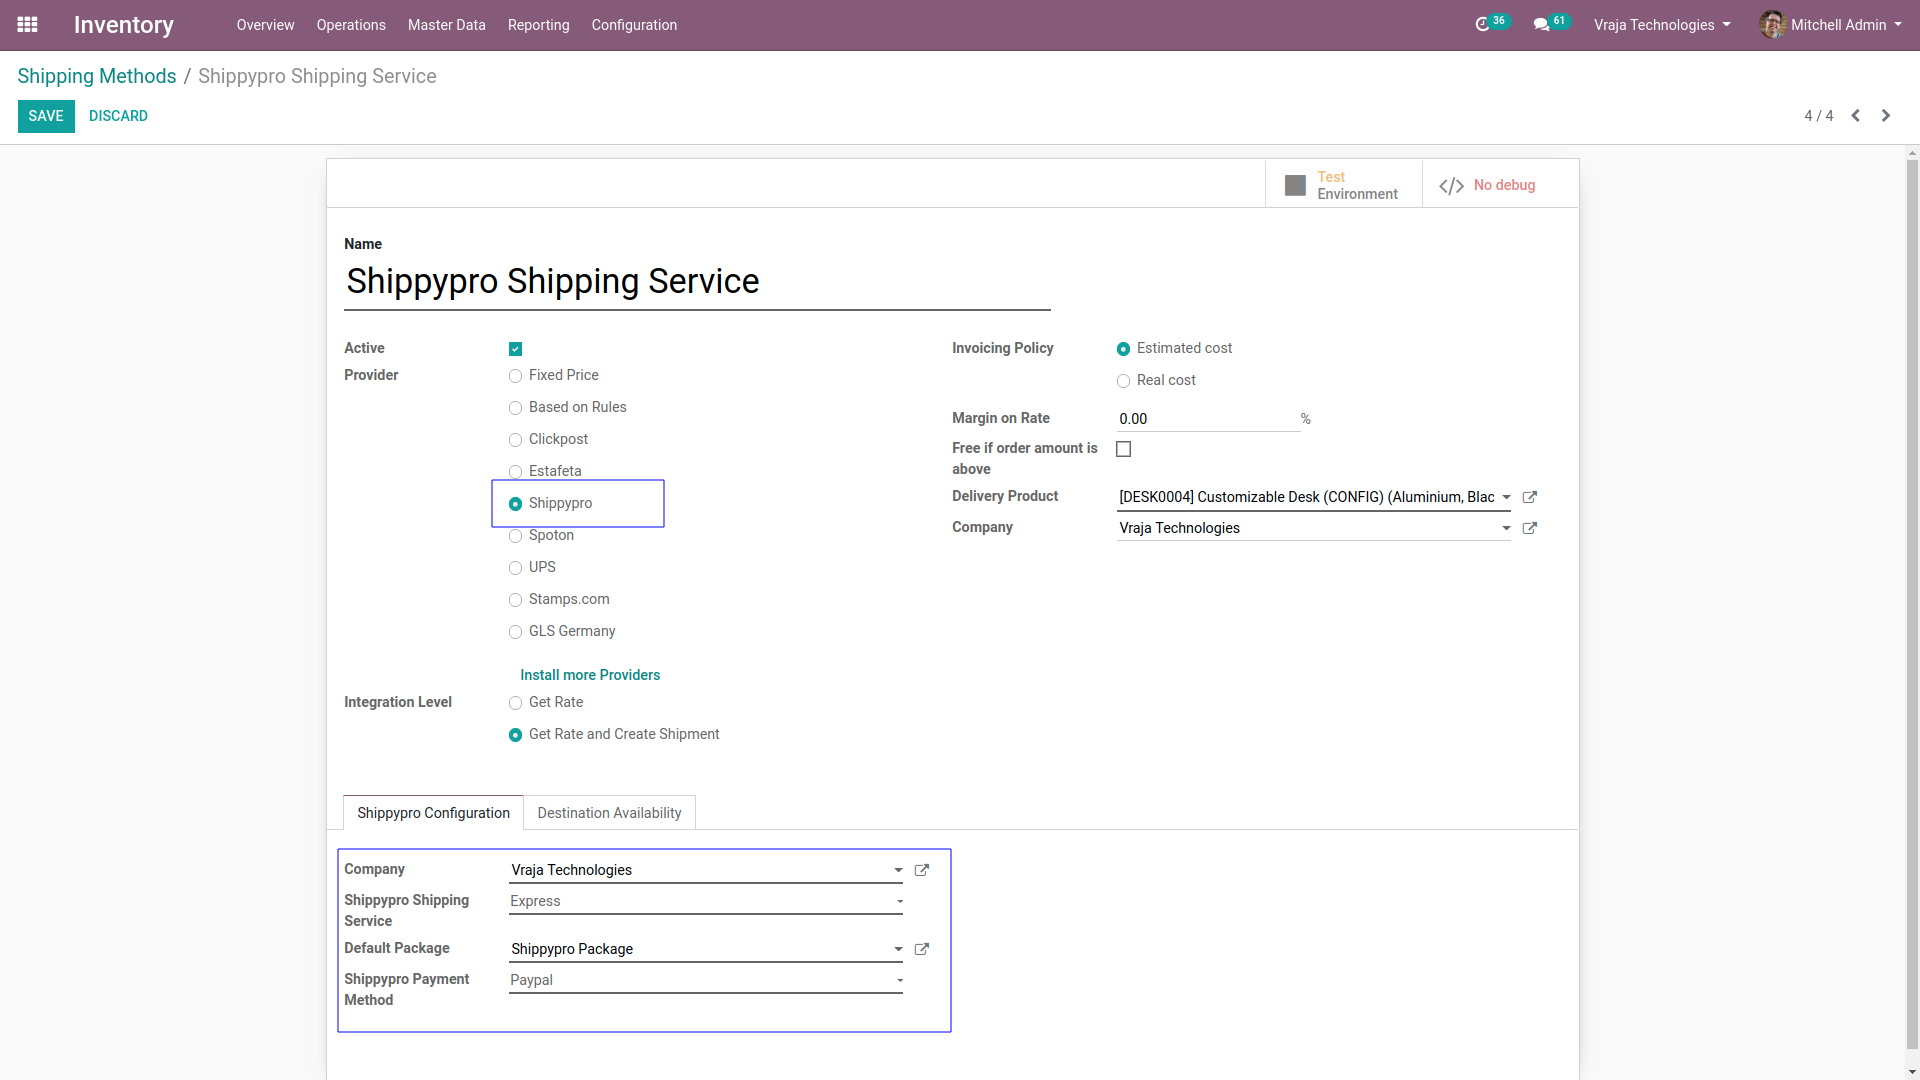 Inventory
Overview
Operations
Master Data
Reporting
Configuration
36
61
Vraja Technologies
Mitchell Admin
Shipping Methods / Shippypro Shipping Service
SAVE
DISCARD
4 / 4
Test
Environment
</> No debug
Name
Shippypro Shipping Service
Active
Provider
Fixed Price
Based on Rules
Clickpost
Estafeta
Shippypro
Spoton
UPS
Stamps.com
GLS Germany
Install more Providers
Integration Level
Get Rate
Get Rate and Create Shipment
Invoicing Policy
Estimated cost
Real cost
Margin on Rate
0.00 %
Free if order amount is
above
Delivery Product
[DESK0004] Customizable Desk (CONFIG) (Aluminium, Blac
Company
Vraja Technologies
Shippypro Configuration
Destination Availability
Company
Vraja Technologies
Shippypro Shipping
Service
Express
Default Package
Shippypro Package
Shippypro Payment
Method
Paypal